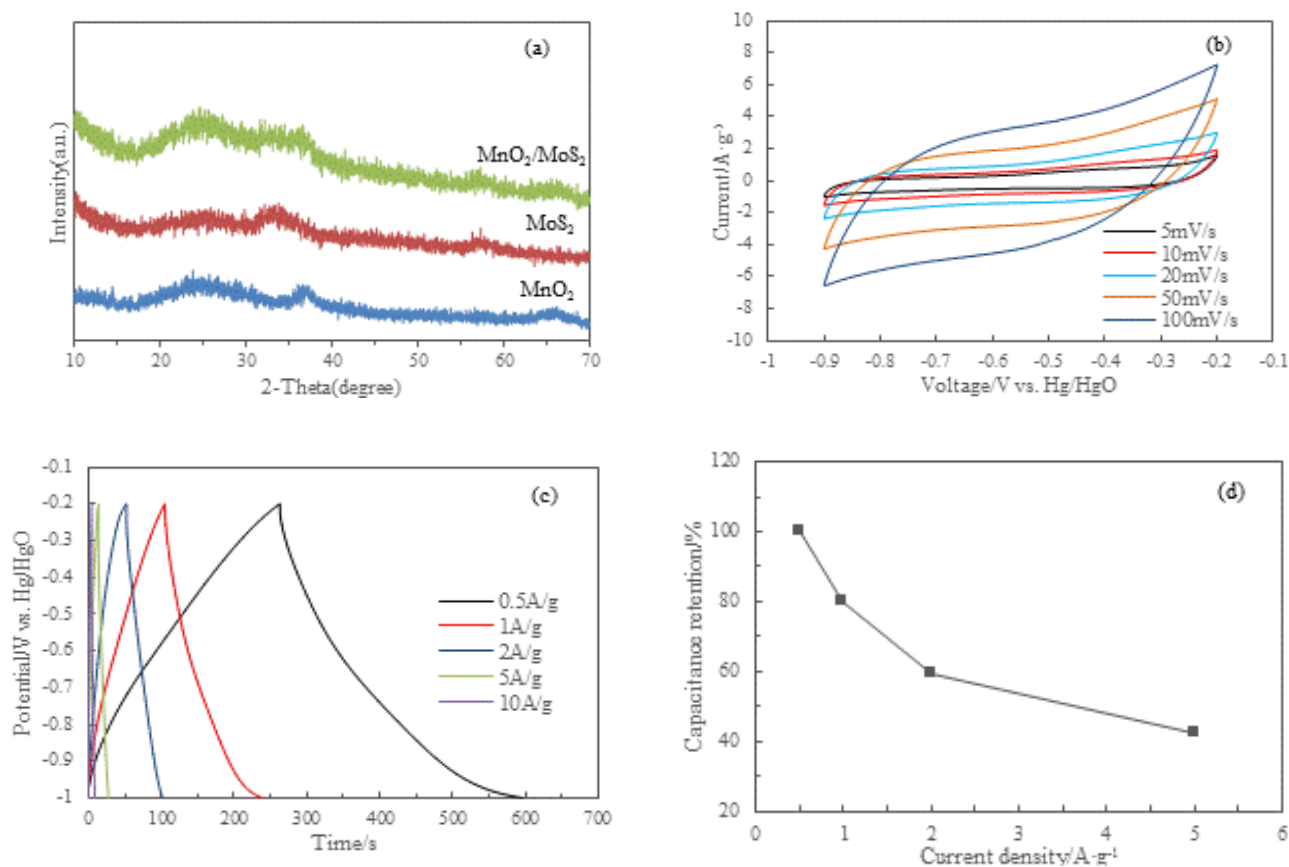 (a)
MnO₂/MoS₂
MoS₂
MnO₂
Intensity(au.)
10 20 30 40 50 60 70
2-Theta(degree)
(b)
10
8
6
4
2
0
-2
-4
-6
-8
-10
Current/A·g⁻¹
5mV/s
10mV/s
20mV/s
50mV/s
100mV/s
-1 -0.9 -0.8 -0.7 -0.6 -0.5 -0.4 -0.3 -0.2 -0.1
Voltage/V vs. Hg/HgO
(c)
-0.1
-0.2
-0.3
-0.4
-0.5
-0.6
-0.7
-0.8
-0.9
-1
Potential/V vs. Hg/HgO
0.5A/g
1A/g
2A/g
5A/g
10A/g
0 100 200 300 400 500 600 700
Time/s
(d)
120
100
80
60
40
20
Capacitance retention/%
0 1 2 3 4 5 6
Current density/A·g⁻¹